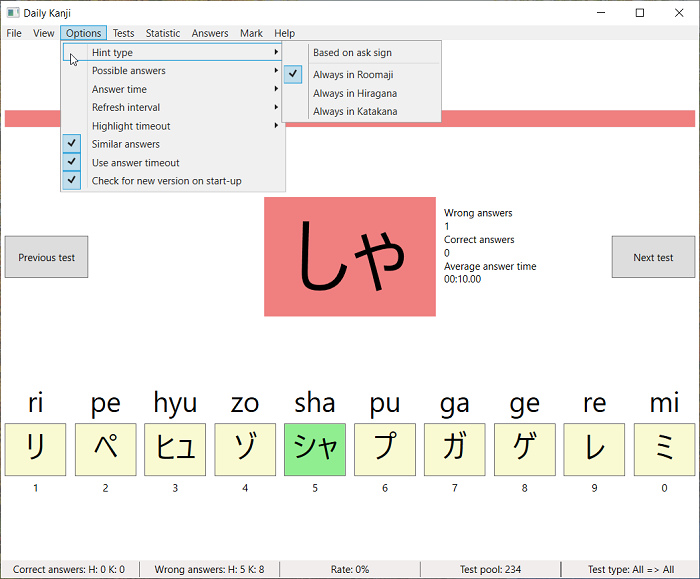 Daily Kanji
File View Options Tests Statistic Answers Mark Help
Hint type
Possible answers
Answer time
Refresh interval
Highlight timeout
Similar answers
Use answer timeout
Check for new version on start-up
Based on ask sign
Always in Roomaji
Always in Hiragana
Always in Katakana
Previous test
しゃ
Wrong answers
1
Correct answers
0
Average answer time
00:10.00
Next test
ri pe hyu zo sha pu ga ge re mi
リ ペ ヒュ ゾ シャ プ ガ ゲ レ ミ
1 2 3 4 5 6 7 8 9 0
Correct answers: H: 0 K: 0 Wrong answers: H: 5 K: 8 Rate: 0% Test pool: 234 Test type: All => All